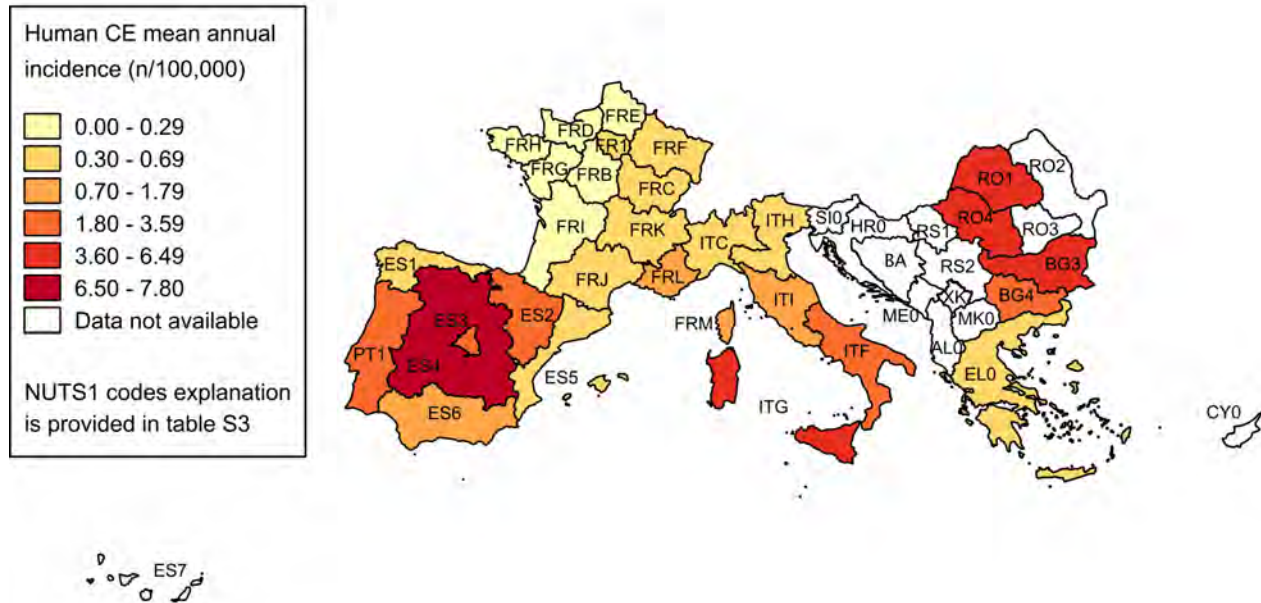 Human CE mean annual
incidence (n/100,000)
0.00 - 0.29
0.30 - 0.69
0.70 - 1.79
1.80 - 3.59
3.60 - 6.49
6.50 - 7.80
Data not available
NUTS1 codes explanation
is provided in table S3
FRE
FRD
FRH
FR1
FRF
FRG
FRB
FRC
FRI
FRK
FRJ
FRL
FRM
ITC
ITH
ITI
ITF
ITG
SI0
HR0
BA
RS1
RS2
ME0
XK
MK0
AL0
EL0
RO1
RO2
RO4
RO3
BG3
BG4
CY0
ES1
ES3
ES2
PT1
ES4
ES5
ES6
ES7